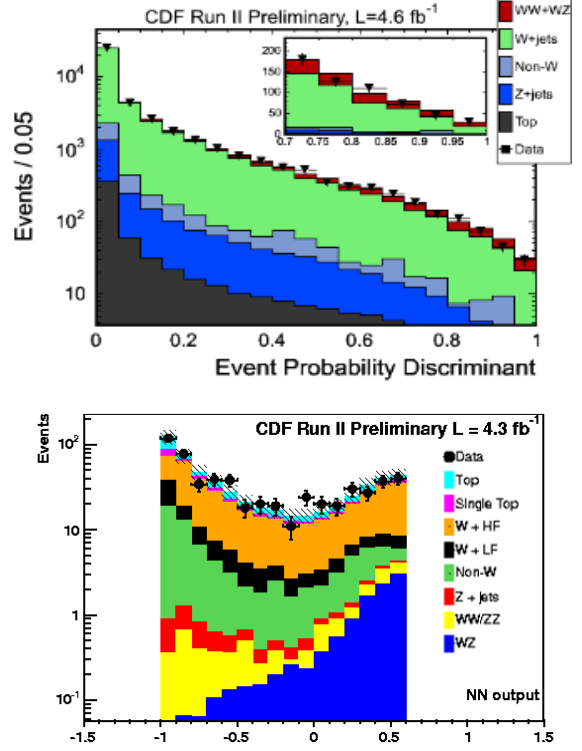 CDF Run II Preliminary, L=4.6 fb-1
WW+WZ
W+jets
Non-W
Z+jets
Top
Data
Events / 0.05
10^4
10^3
10^2
10
200
150
100
50
0
0.7 0.75 0.8 0.85 0.9 0.95 1
0 0.2 0.4 0.6 0.8 1
Event Probability Discriminant
Events
CDF Run II Preliminary L = 4.3 fb-1
Data
Top
Single Top
W + HF
W + LF
Non-W
Z + jets
WW/ZZ
WZ
10^2
10
1
10^-1
NN output
-1.5 -1 -0.5 0 0.5 1 1.5